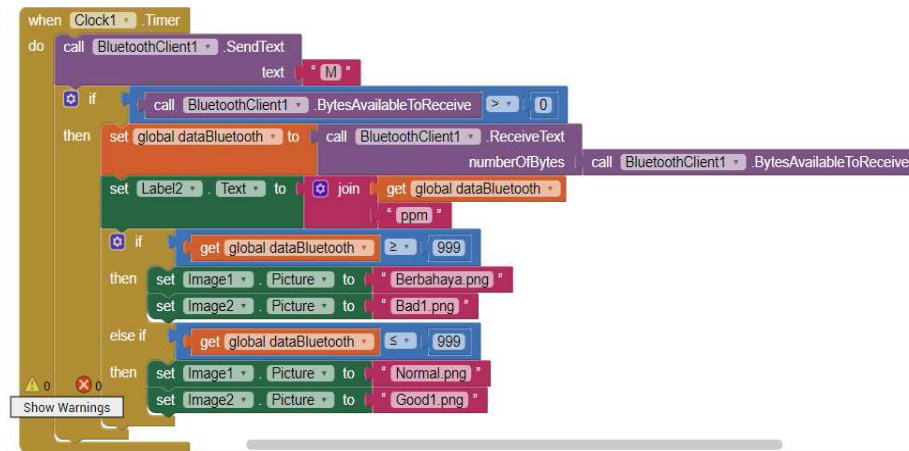 when Clock1 .Timer
do call BluetoothClient1 .SendText
text " M "
if call BluetoothClient1 .BytesAvailableToReceive > 0
then set global dataBluetooth to call BluetoothClient1 .ReceiveText
numberOfBytes call BluetoothClient1 .BytesAvailableToReceive
set Label2 . Text to join get global dataBluetooth
" ppm "
if get global dataBluetooth ≥ 999
then set Image1 . Picture to " Berbahaya.png "
set Image2 . Picture to " Bad1.png "
else if get global dataBluetooth ≤ 999
then set Image1 . Picture to " Normal.png "
set Image2 . Picture to " Good1.png "
0 0
Show Warnings